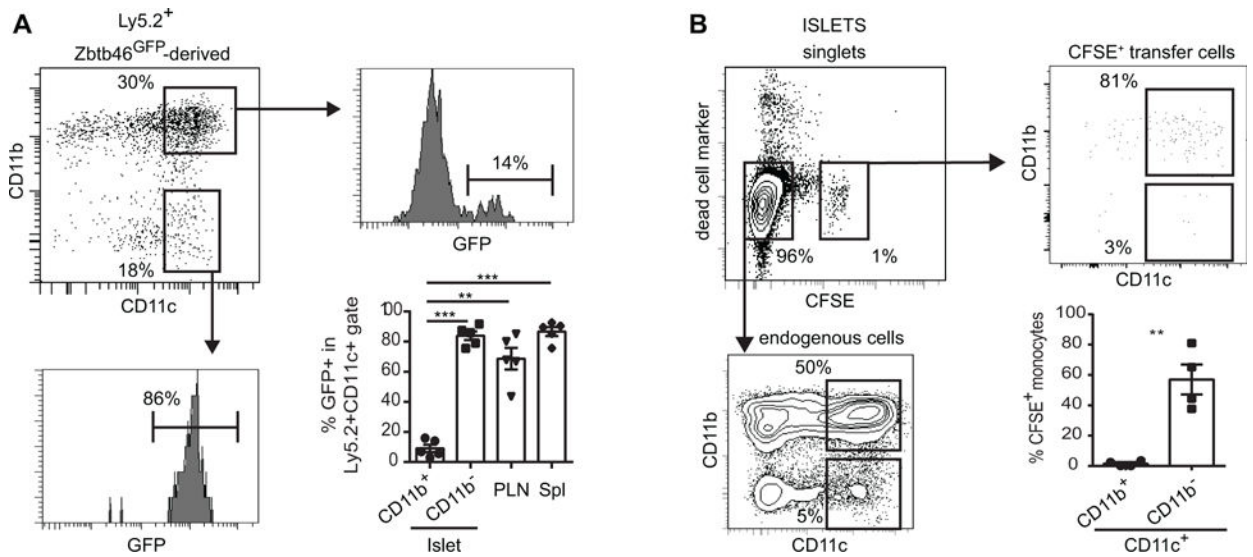 A
Ly5.2+
Zbtb46GFP-derived
30%
CD11b
18%
CD11c
14%
GFP
86%
GFP
% GFP+ in
Ly5.2+CD11c+ gate
100
80
60
40
20
0
***
**
***
CD11b+
CD11b-
PLN
Spl
Islet
B
ISLETS
singlets
dead cell marker
96%
1%
CFSE
CFSE+ transfer cells
81%
CD11b
3%
CD11c
endogenous cells
50%
CD11b
5%
CD11c
% CFSE+ monocytes
100
80
60
40
20
0
**
CD11b+
CD11b-
CD11c+